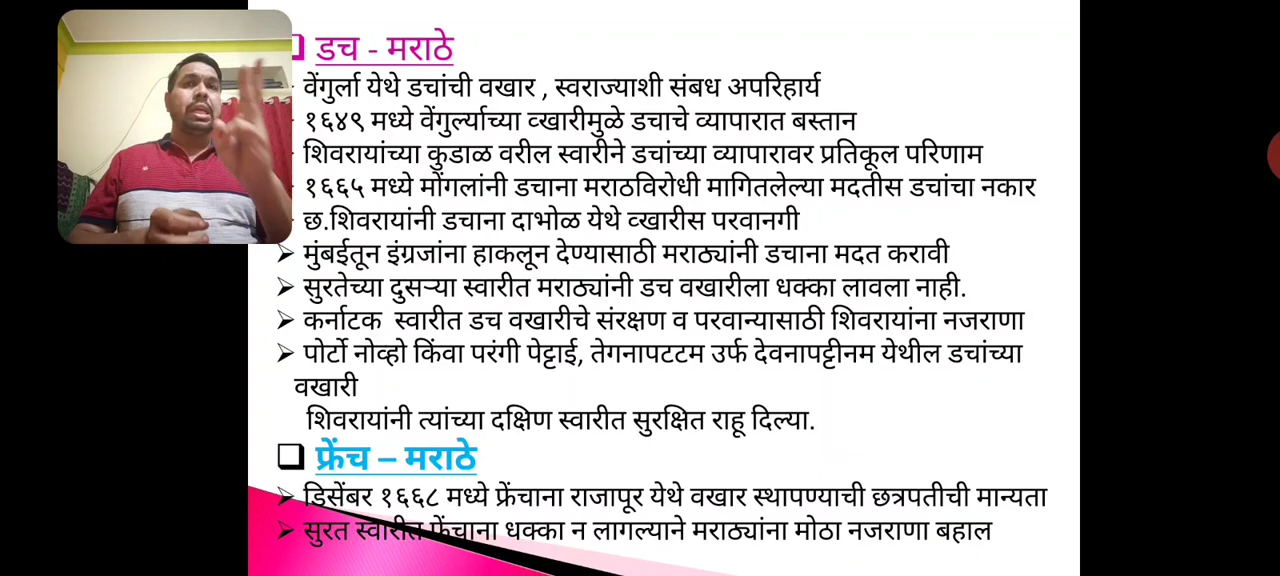 डच - मराठे
वेंगुर्ला येथे डचांची वखार , स्वराज्याशी संबध अपरिहार्य
१६४९ मध्ये वेंगुर्ल्याच्या व्खारीमुळे डचाचे व्यापारात बस्तान
शिवरायांच्या कुडाळ वरील स्वारीने डचांच्या व्यापारावर प्रतिकूल परिणाम
१६६५ मध्ये मोंगलांनी डचाना मराठविरोधी मागितलेल्या मदतीस डचांचा नकार
छ.शिवरायांनी डचाना दाभोळ येथे व्खारीस परवानगी
➢ मुंबईतून इंग्रजांना हाकलून देण्यासाठी मराठ्यांनी डचाना मदत करावी
➢ सुरतेच्या दुसऱ्या स्वारीत मराठ्यांनी डच वखारीला धक्का लावला नाही.
➢ कर्नाटक स्वारीत डच वखारीचे संरक्षण व परवान्यासाठी शिवरायांना नजराणा
➢ पोर्टो नोव्हो किंवा परंगी पेट्टाई, तेगनापटटम उर्फ देवनापट्टीनम येथील डचांच्या
वखारी
शिवरायांनी त्यांच्या दक्षिण स्वारीत सुरक्षित राहू दिल्या.
❑ फ्रेंच – मराठे
➢ डिसेंबर १६६८ मध्ये फ्रेंचाना राजापूर येथे वखार स्थापण्याची छत्रपतीची मान्यता
➢ सुरत स्वारीत फ्रेंचाना धक्का न लागल्याने मराठ्यांना मोठा नजराणा बहाल